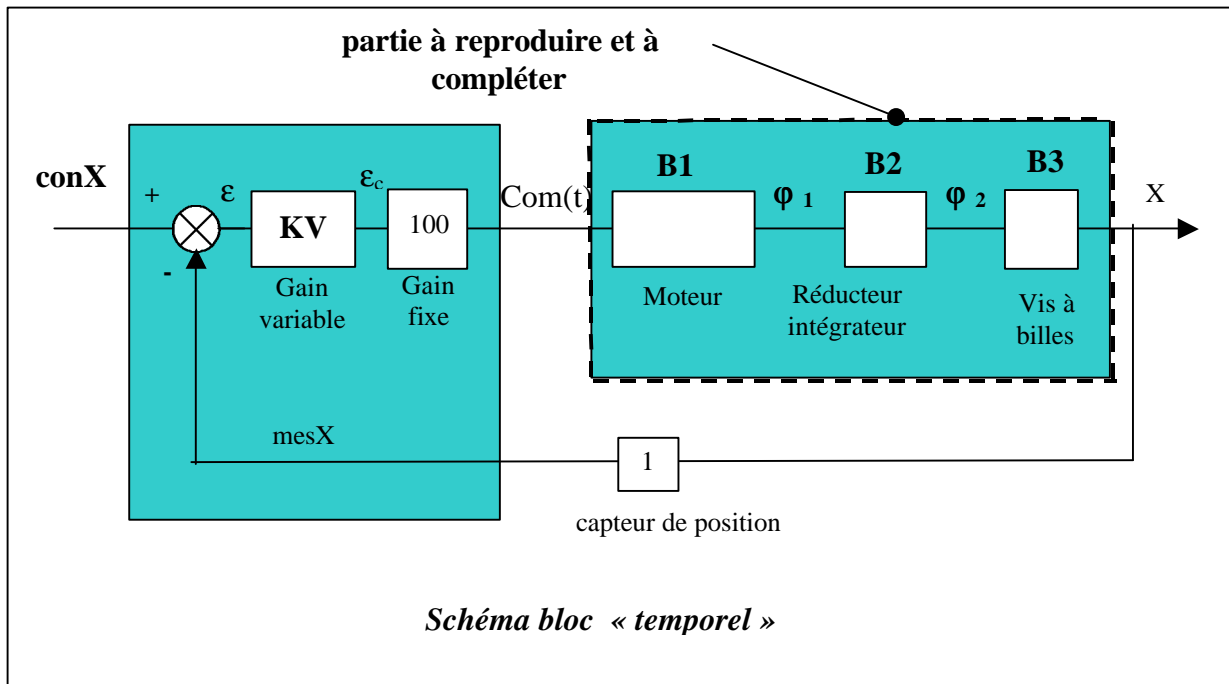 partie à reproduire et à
compléter
B1
B2
B3
conX
+
ε
εc
Com(t)
φ 1
φ 2
X
KV
100
-
Gain
variable
Gain
fixe
Moteur
Réducteur
intégrateur
Vis à
billes
mesX
1
capteur de position
Schéma bloc « temporel »